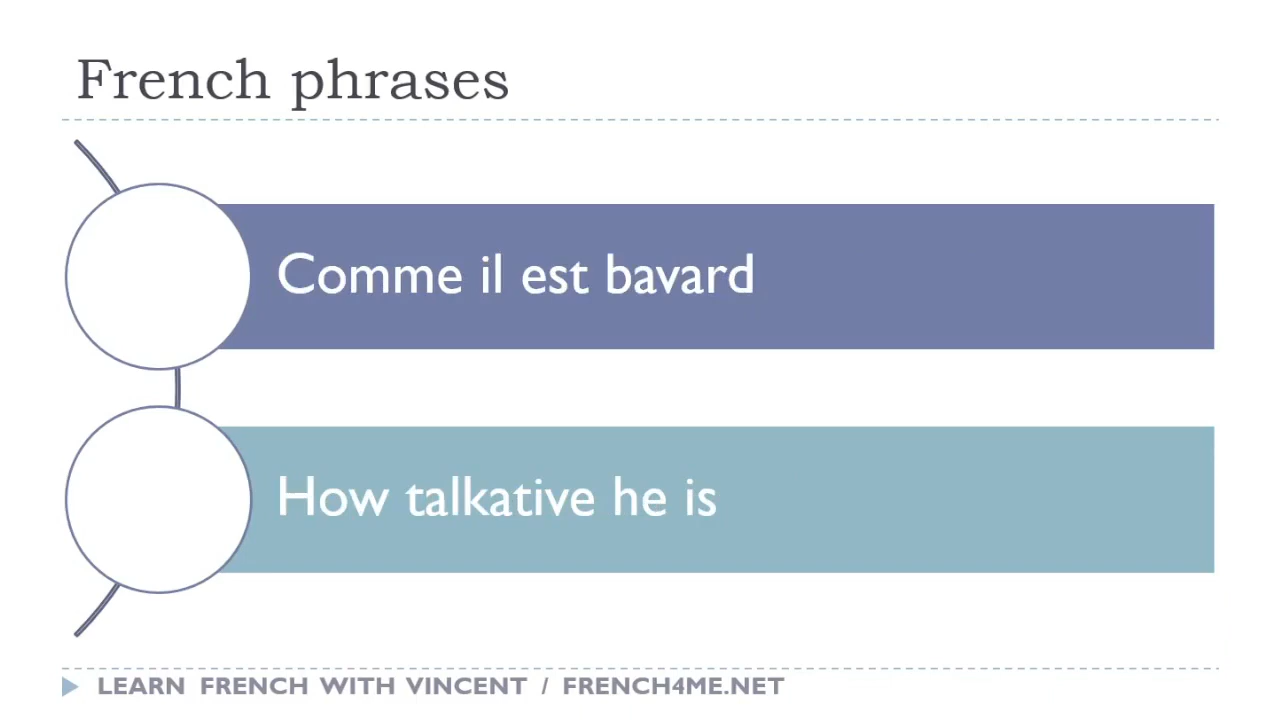 French phrases
Comme il est bavard
How talkative he is
LEARN FRENCH WITH VINCENT / FRENCH4ME.NET